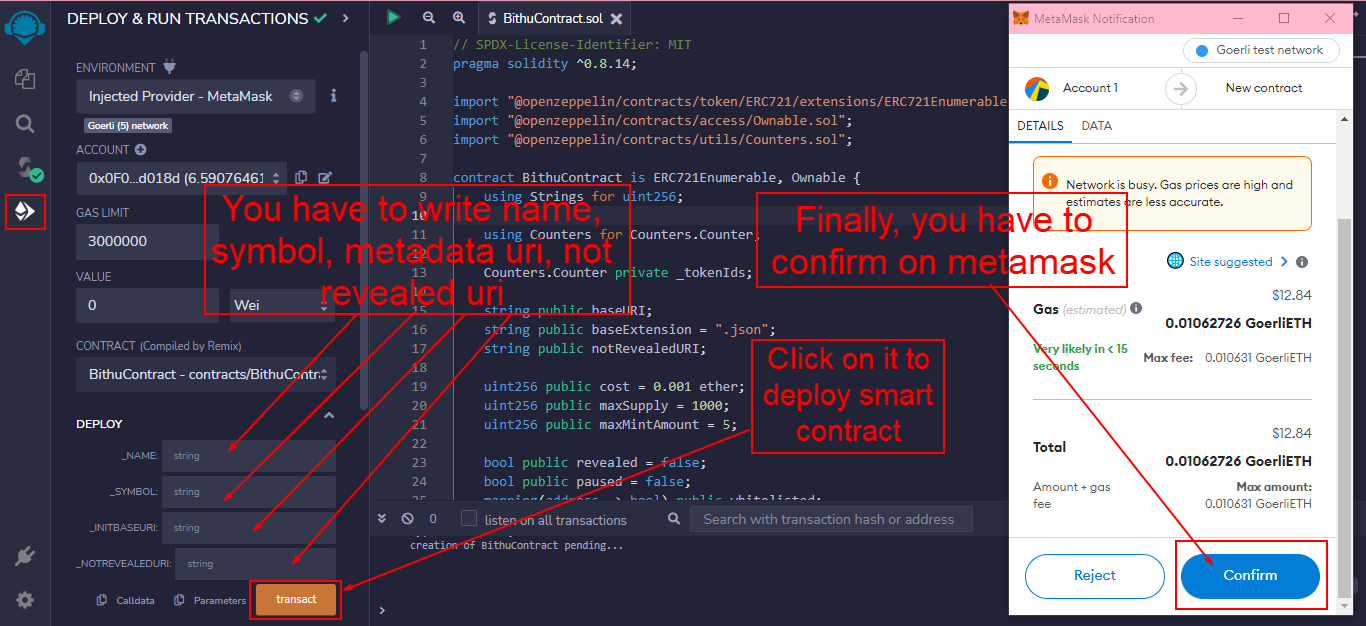 DEPLOY & RUN TRANSACTIONS
ENVIRONMENT
Injected Provider - MetaMask
i
Goerli (5) network
ACCOUNT
0x0F0...d018d (6.59076461
GAS LIMIT
3000000
VALUE
0
Wei
CONTRACT (Compiled by Remix)
BithuContract - contracts/BithuContra
DEPLOY
_NAME:
string
_SYMBOL:
string
_INITBASEURI:
string
_NOTREVEALEDURI:
string
Calldata
Parameters
transact
You have to write name,
symbol, metadata uri, not
revealed uri
BithuContract.sol
1 // SPDX-License-Identifier: MIT
2 pragma solidity ^0.8.14;
3
4 import "@openzeppelin/contracts/token/ERC721/extensions/ERC721Enumerable
5 import "@openzeppelin/contracts/access/Ownable.sol";
6 import "@openzeppelin/contracts/utils/Counters.sol";
7
8 contract BithuContract is ERC721Enumerable, Ownable {
9 using Strings for uint256;
10
11 using Counters for Counters.Counter;
12
13 Counters.Counter private _tokenIds;
14
15 string public baseURI;
16 string public baseExtension = ".json";
17 string public notRevealedURI;
18
19 uint256 public cost = 0.001 ether;
20 uint256 public maxSupply = 1000;
21 uint256 public maxMintAmount = 5;
22
23 bool public revealed = false;
24 bool public paused = false;
25 mapping(address => bool) public whitelisted;
0
listen on all transactions
Search with transaction hash or address
creation of BithuContract pending...
>
Click on it to
deploy smart
contract
Finally, you have to
confirm on metamask
MetaMask Notification
Goerli test network
Account 1
New contract
DETAILS
DATA
Network is busy. Gas prices are high and
estimates are less accurate.
Site suggested
$12.84
Gas (estimated)
0.01062726 GoerliETH
Very likely in < 15
seconds
Max fee: 0.010631 GoerliETH
$12.84
Total
0.01062726 GoerliETH
Amount + gas
fee
Max amount:
0.010631 GoerliETH
Reject
Confirm